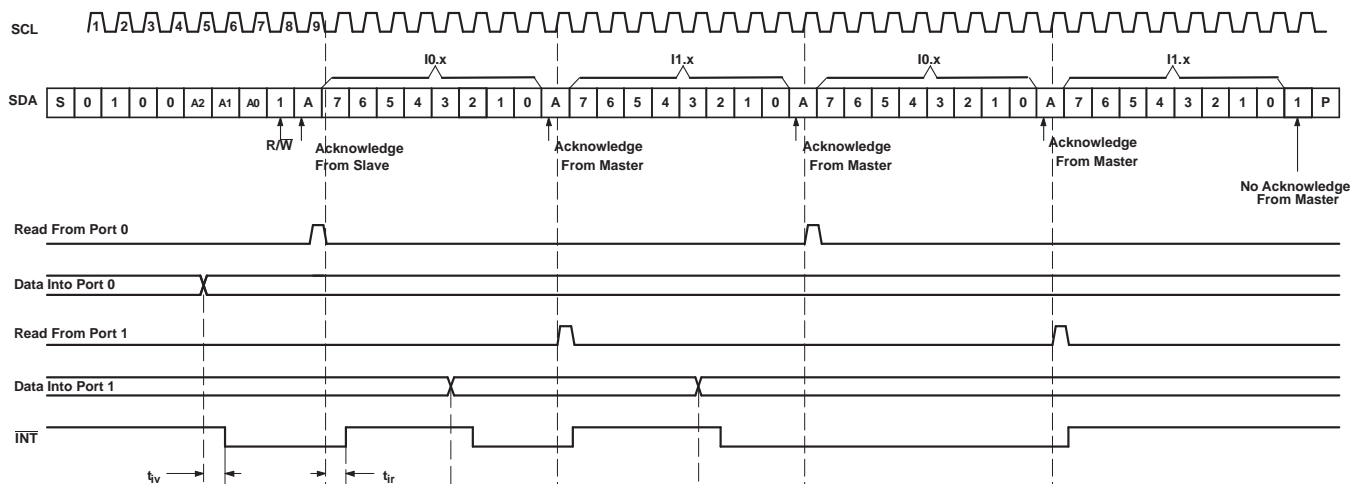 SCL 1 2 3 4 5 6 7 8 9
I0.x I1.x I0.x I1.x
SDA S 0 1 0 0 A2 A1 A0 1 A 7 6 5 4 3 2 1 0 A 7 6 5 4 3 2 1 0 A 7 6 5 4 3 2 1 0 A 7 6 5 4 3 2 1 0 1 P
R/W
Acknowledge
From Slave
Acknowledge
From Master
Acknowledge
From Master
Acknowledge
From Master
No Acknowledge
From Master
Read From Port 0
Data Into Port 0
Read From Port 1
Data Into Port 1
INT
tiv tir